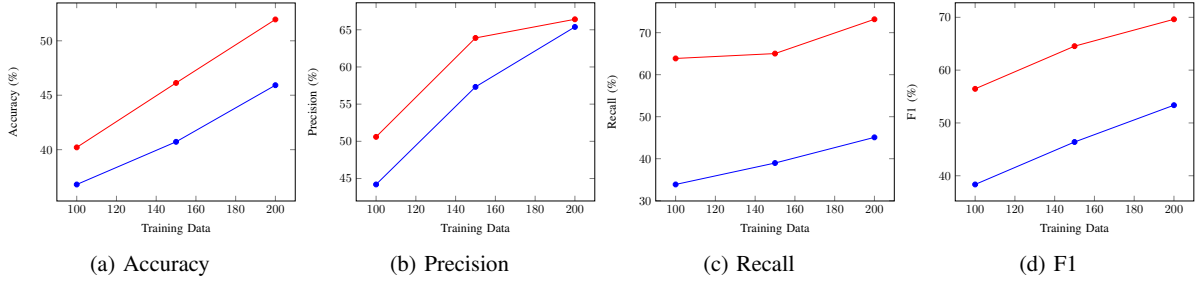 50
45
40
Accuracy (%)
100 120 140 160 180 200
Training Data
(a) Accuracy
65
60
55
50
45
Precision (%)
100 120 140 160 180 200
Training Data
(b) Precision
70
60
50
40
30
Recall (%)
100 120 140 160 180 200
Training Data
(c) Recall
70
60
50
40
F1 (%)
100 120 140 160 180 200
Training Data
(d) F1